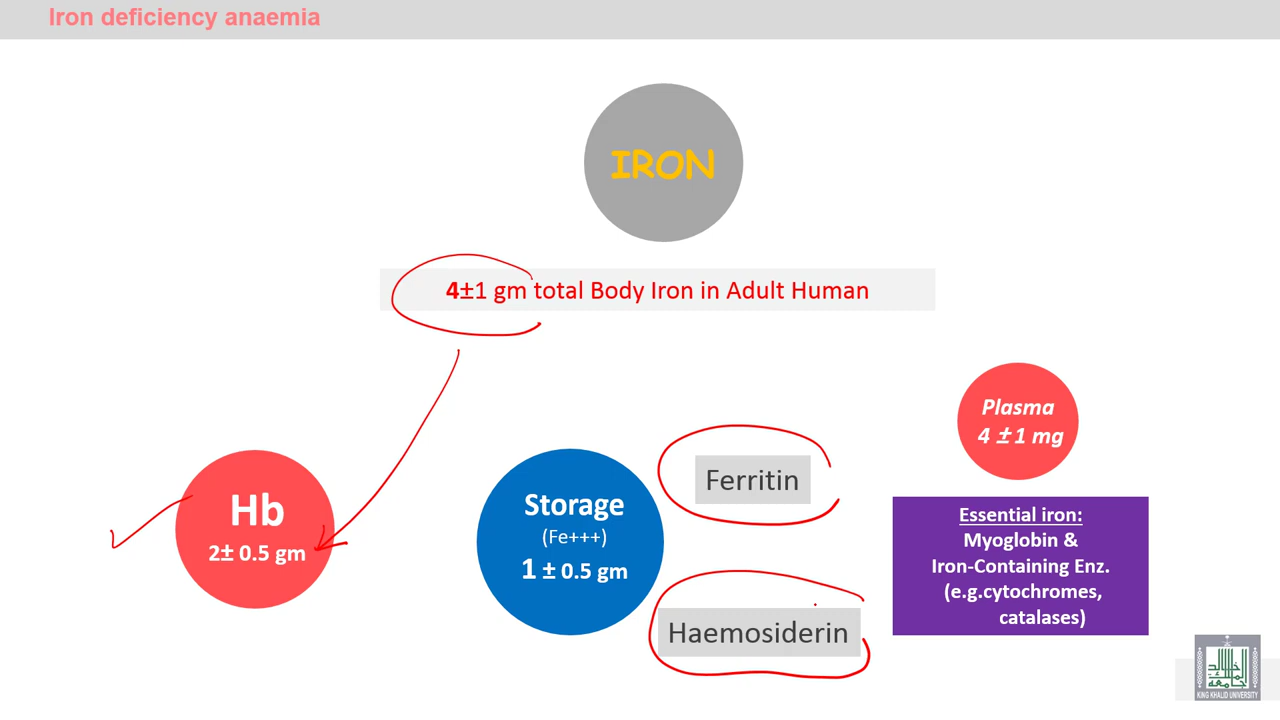 Iron deficiency anaemia
IRON
4±1 gm total Body Iron in Adult Human
Hb
2± 0.5 gm
Storage
(Fe+++)
1 ± 0.5 gm
Ferritin
Haemosiderin
Plasma
4 ±1 mg
Essential iron:
Myoglobin &
Iron-Containing Enz.
(e.g.cytochromes,
catalases)
KING KHALID UNIVERSITY